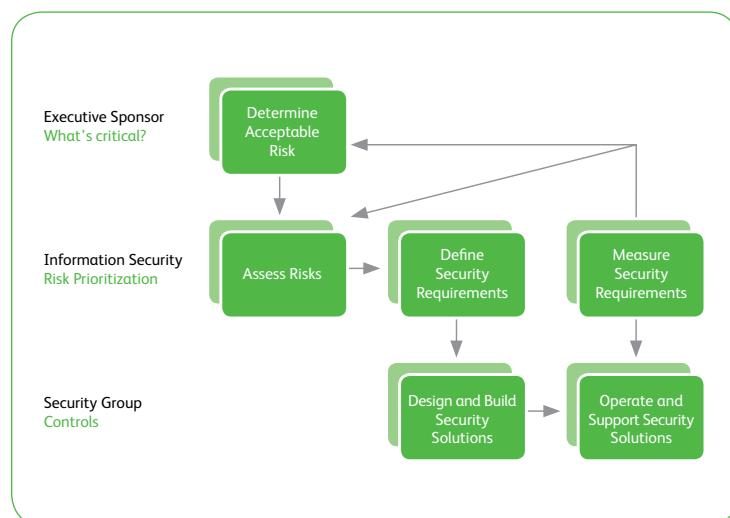 Executive Sponsor
What's critical?
Determine
Acceptable
Risk
Information Security
Risk Prioritization
Assess Risks
Define
Security
Requirements
Measure
Security
Requirements
Security Group
Controls
Design and Build
Security
Solutions
Operate and
Support Security
Solutions